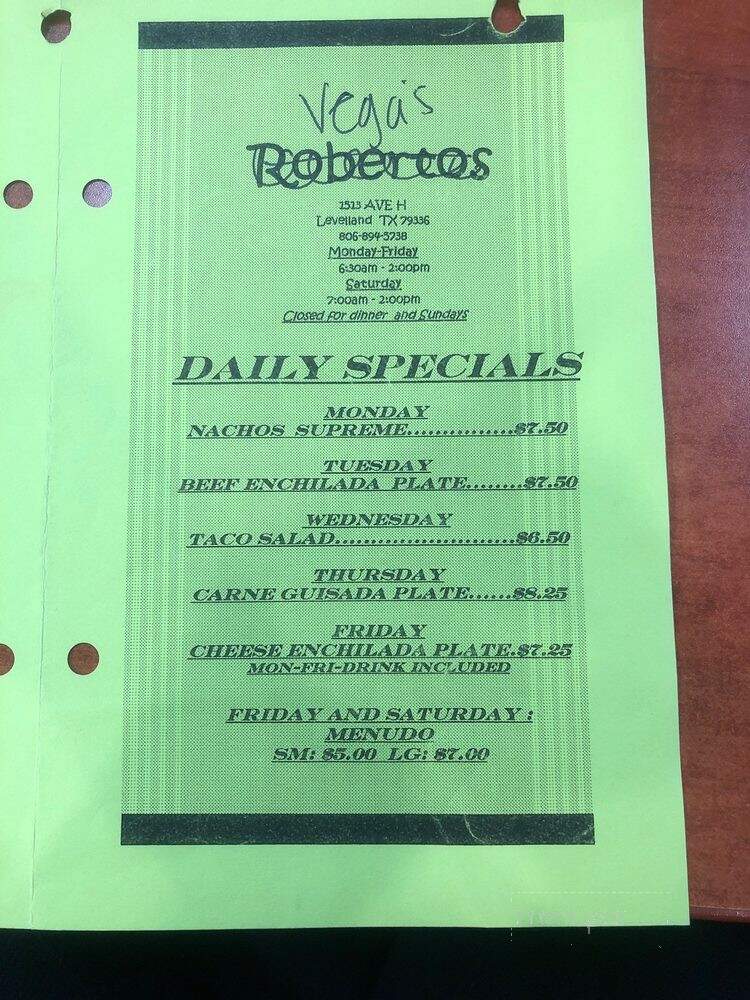 Vega's
Robertos
1513 AVE H
Levelland TX 79336
806-894-5738
Monday-Friday
6:30am - 2:00pm
Saturday
7:00am - 2:00pm
Closed for dinner and Sundays
DAILY SPECIALS
MONDAY
NACHOS SUPREME...............$7.50
TUESDAY
BEEF ENCHILADA PLATE........$7.50
WEDNESDAY
TACO SALAD.........................$6.50
THURSDAY
CARNE GUISADA PLATE......$8.25
FRIDAY
CHEESE ENCHILADA PLATE.$7.25
MON-FRI-DRINK INCLUDED
FRIDAY AND SATURDAY :
MENUDO
SM: $5.00 LG: $7.00